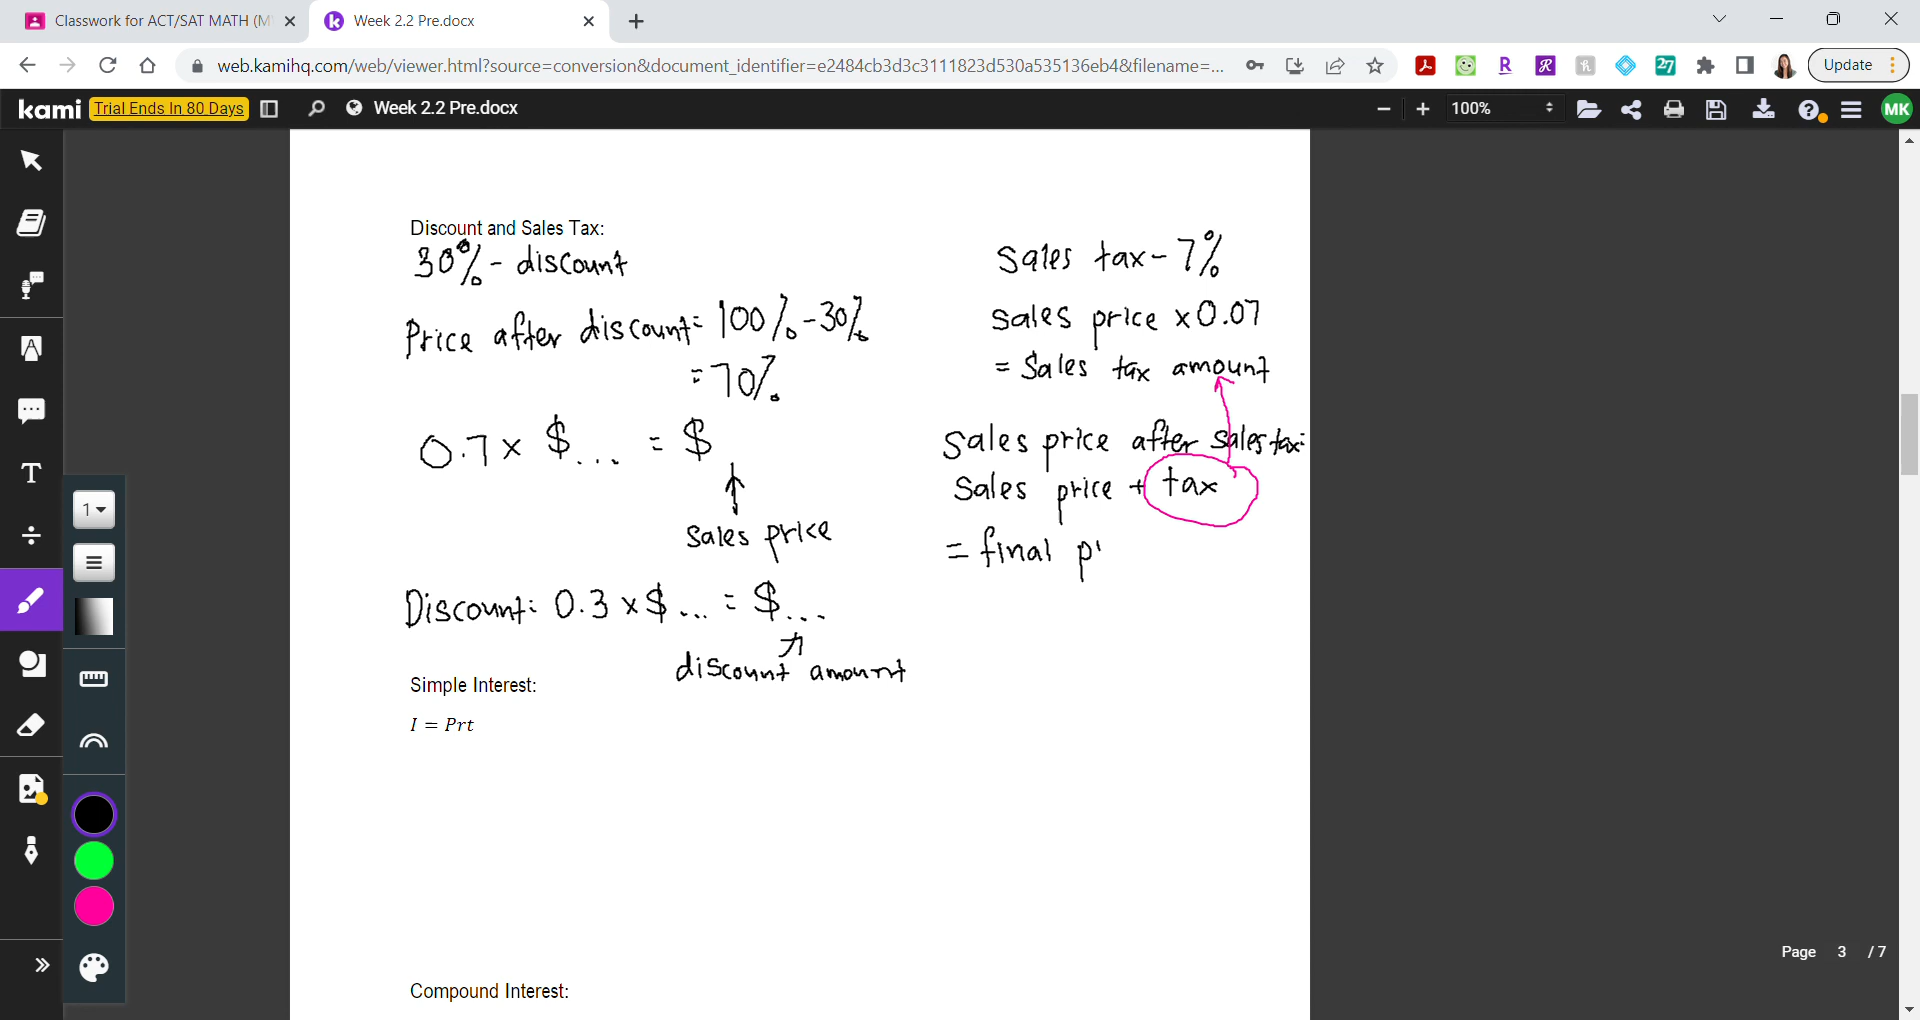 Classwork for ACT/SAT MATH (M
Week 2.2 Pre.docx
web.kamihq.com/web/viewer.html?source=conversion&document_identifier=e2484cb3d3c3111823d530a535136eb4&filename=...
Update
kami Trial Ends In 80 Days
Week 2.2 Pre.docx
100%
MK
Discount and Sales Tax:
30% - discount
Price after discount: 100% - 30%
= 70%
0.7 x $... = $
sales price
Discount: 0.3 x $... = $...
discount amount
Sales tax - 7%
sales price x 0.07
= Sales tax amount
Sales price after sales tax:
Sales price + tax
= final p
Simple Interest:
I = Prt
Compound Interest:
1
Page 3 / 7